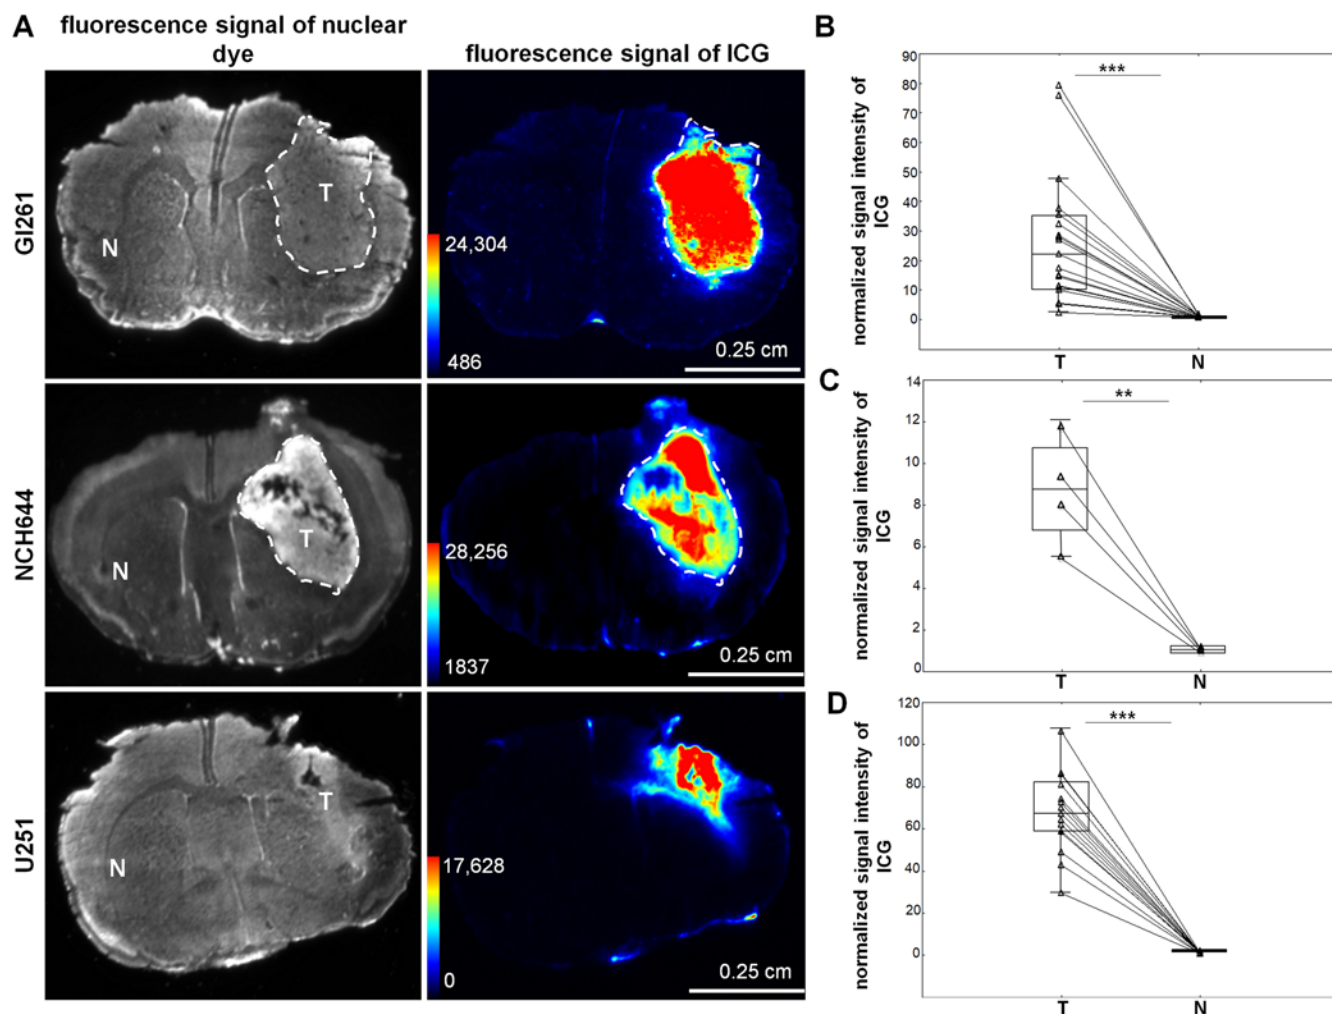 A
fluorescence signal of nuclear
dye
fluorescence signal of ICG
GI261
N
T
24,304
486
0.25 cm
NCH644
N
T
28,256
1837
0.25 cm
U251
N
T
17,628
0
0.25 cm
B
normalized signal intensity of
ICG
90
80
70
60
50
40
30
20
10
0
***
T
N
C
normalized signal intensity of
ICG
14
12
10
8
6
4
2
0
**
T
N
D
normalized signal intensity of
ICG
120
100
80
60
40
20
0
***
T
N